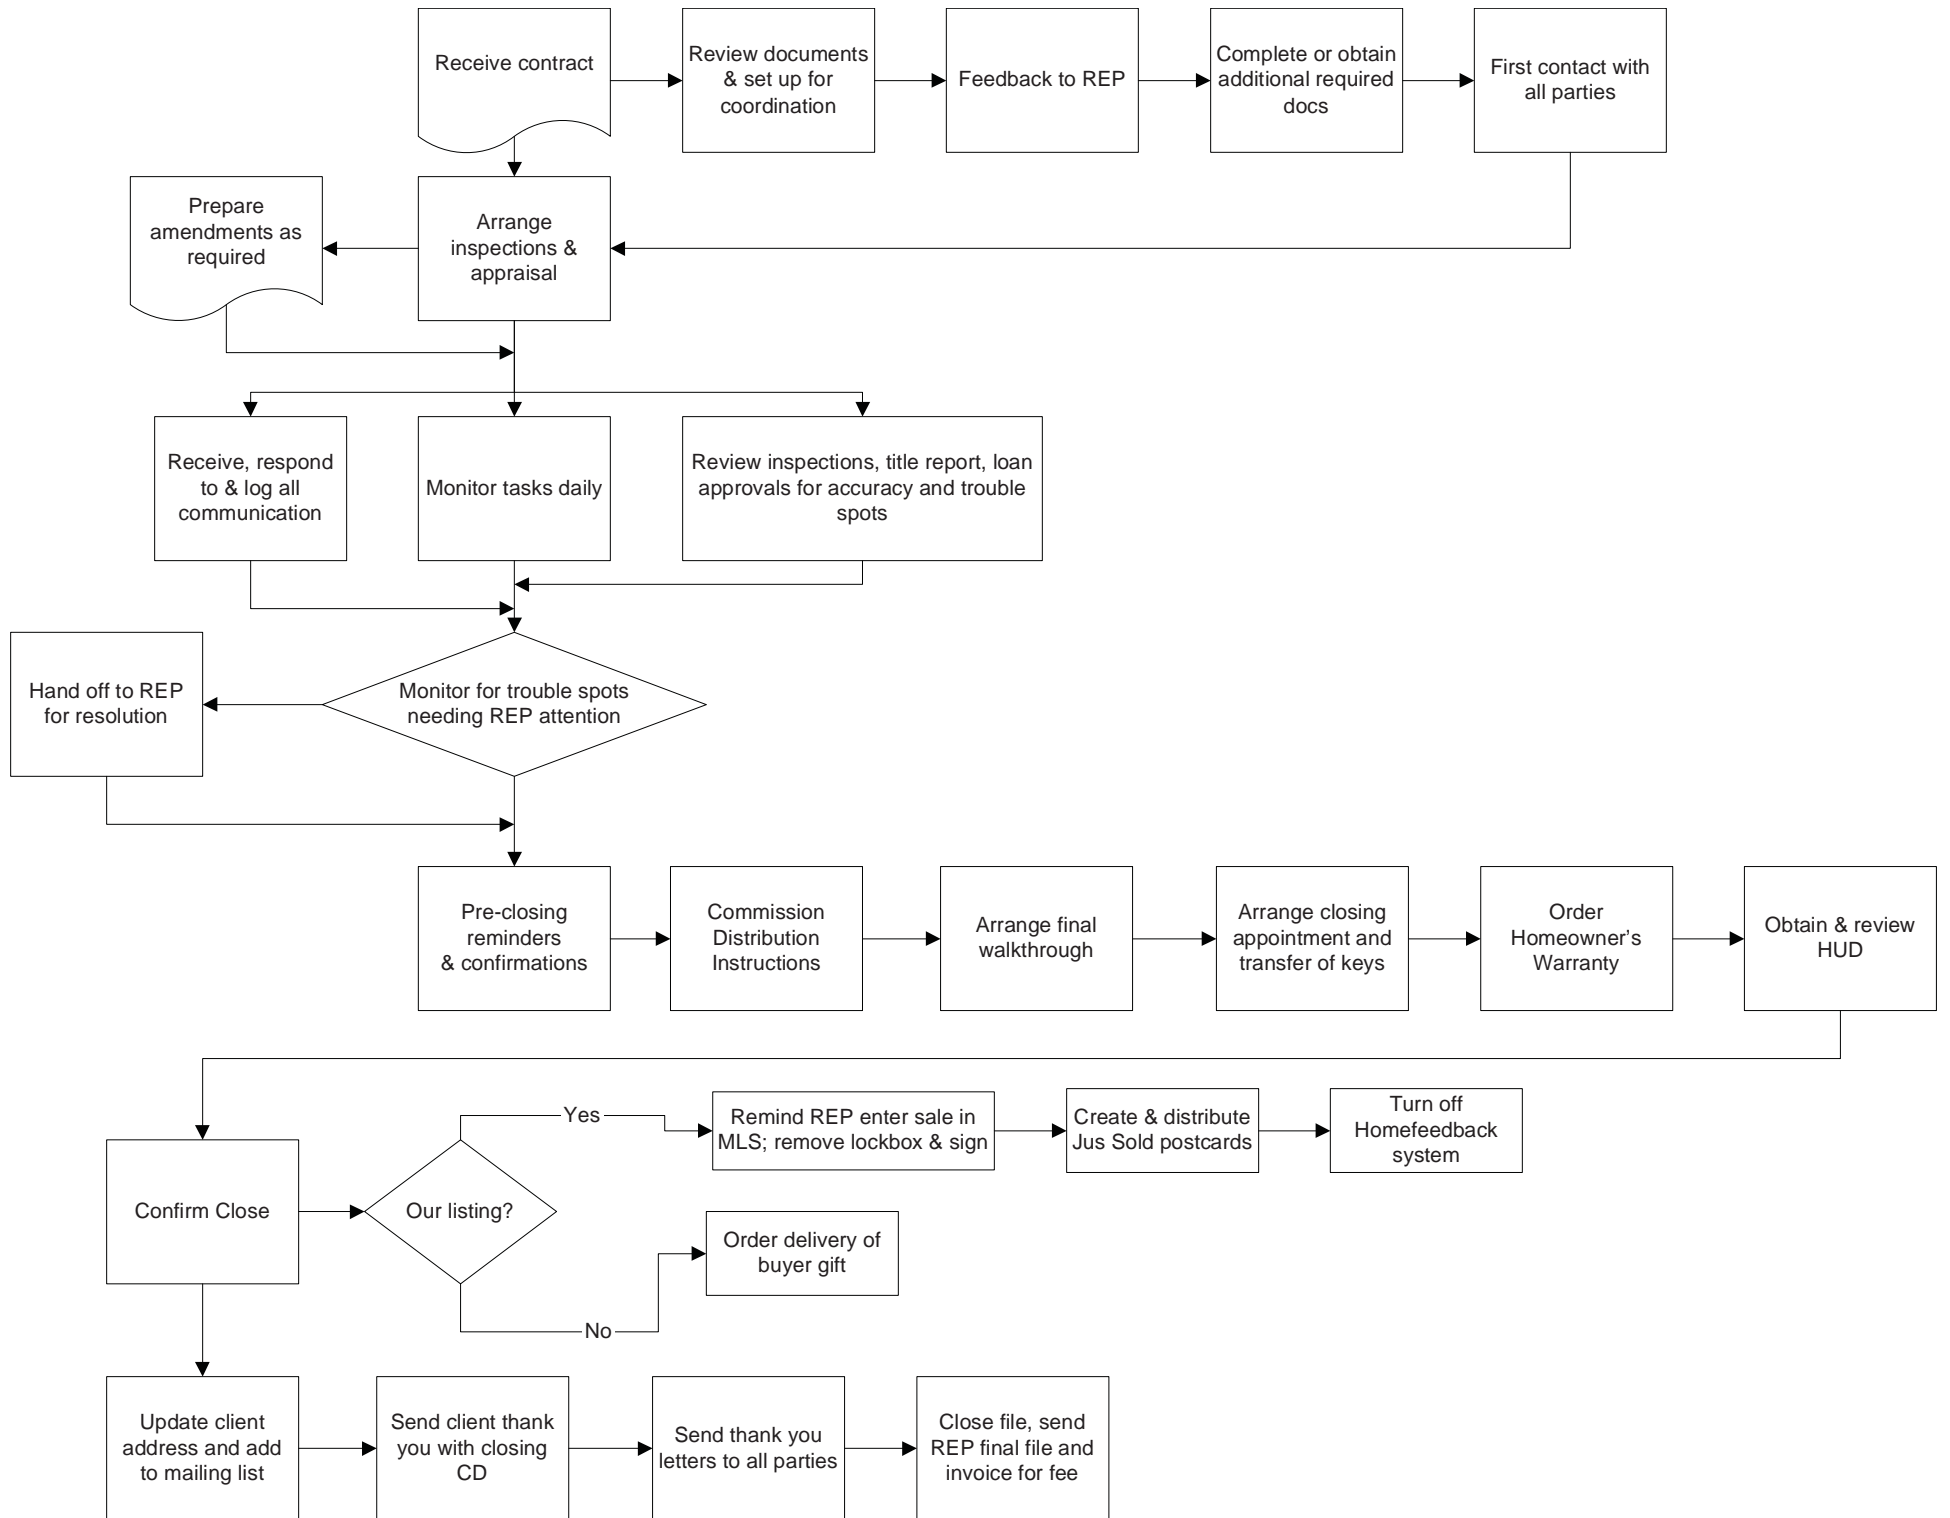 Receive contract
Review documents
& set up for
coordination
Feedback to REP
Complete or obtain
additional required
docs
First contact with
all parties
Prepare
amendments as
required
Arrange
inspections &
appraisal
Receive, respond
to & log all
communication
Monitor tasks daily
Review inspections, title report, loan
approvals for accuracy and trouble
spots
Hand off to REP
for resolution
Monitor for trouble spots
needing REP attention
Pre-closing
reminders
& confirmations
Commission
Distribution
Instructions
Arrange final
walkthrough
Arrange closing
appointment and
transfer of keys
Order
Homeowner’s
Warranty
Obtain & review
HUD
Confirm Close
Our listing?
Yes
Remind REP enter sale in
MLS; remove lockbox & sign
Create & distribute
Jus Sold postcards
Turn off
Homefeedback
system
No
Order delivery of
buyer gift
Update client
address and add
to mailing list
Send client thank
you with closing
CD
Send thank you
letters to all parties
Close file, send
REP final file and
invoice for fee